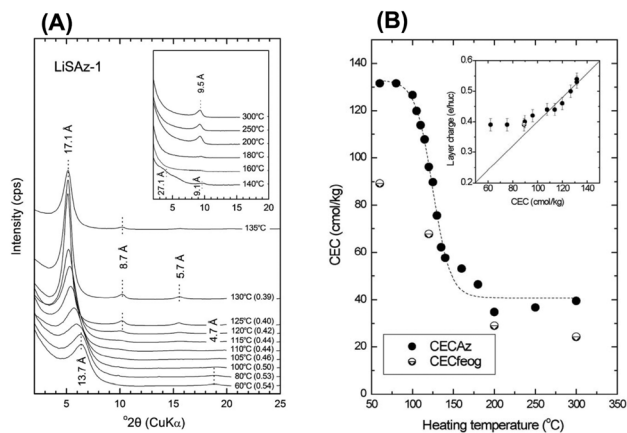 (A)
LiSAz-1
17.1 Å
8.7 Å
5.7 Å
4.7 Å
13.7 Å
135°C
130°C (0.39)
125°C (0.40)
120°C (0.42)
115°C (0.44)
110°C (0.44)
105°C (0.46)
100°C (0.50)
80°C (0.53)
60°C (0.54)
Intensity (cps)
5 10 15 20 25
°2θ (CuKα)
9.5 Å
300°C
250°C
200°C
180°C
160°C
140°C
27.1 Å
9.1 Å
5 10 15 20
(B)
160
140
120
100
80
60
40
20
0
CEC (cmol/kg)
50 100 150 200 250 300 350
Heating temperature (°C)
CECAz
CECfeog
0.6
0.5
0.4
0.3
0.2
Layer charge (e/huc)
60 80 100 120 140
CEC (cmol/kg)